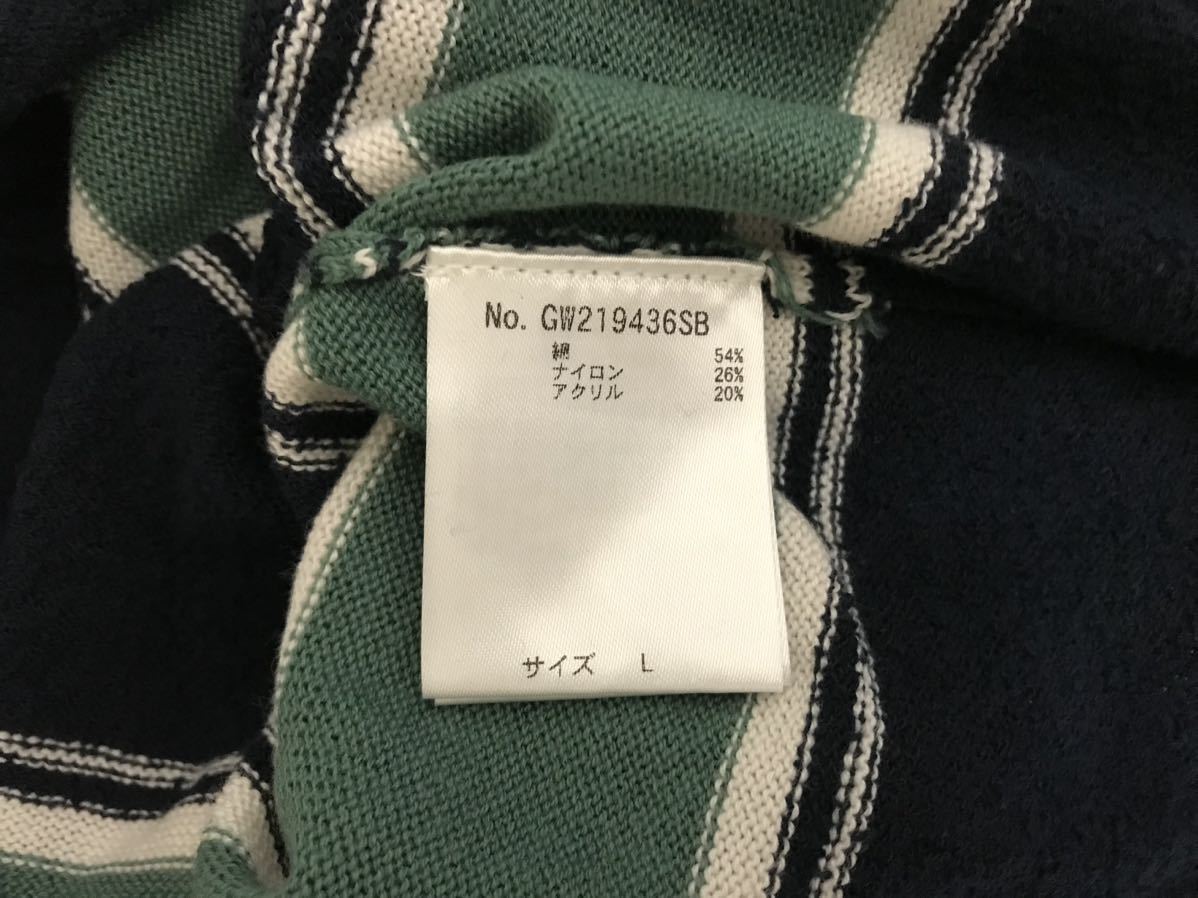 No. GW219436SB
綿 54%
ナイロン 26%
アクリル 20%
サイズ L